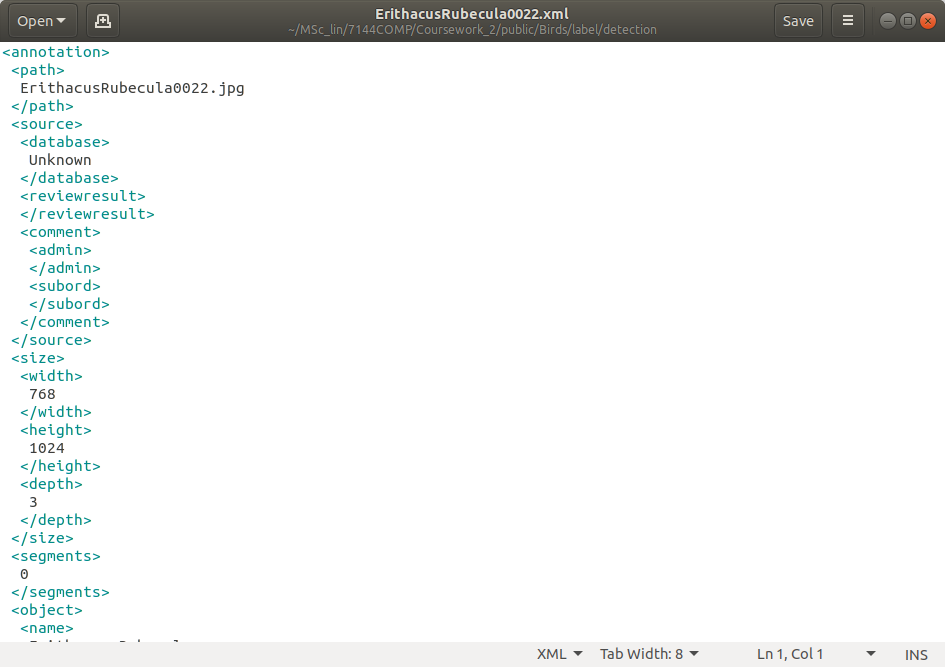 Open
ErithacusRubecula0022.xml
~/MSc_lin/7144COMP/Coursework_2/public/Birds/label/detection
Save
<annotation>
<path>
ErithacusRubecula0022.jpg
</path>
<source>
<database>
Unknown
</database>
<reviewresult>
</reviewresult>
<comment>
<admin>
</admin>
<subord>
</subord>
</comment>
</source>
<size>
<width>
768
</width>
<height>
1024
</height>
<depth>
3
</depth>
</size>
<segments>
0
</segments>
<object>
<name>
XML Tab Width: 8 Ln 1, Col 1 INS